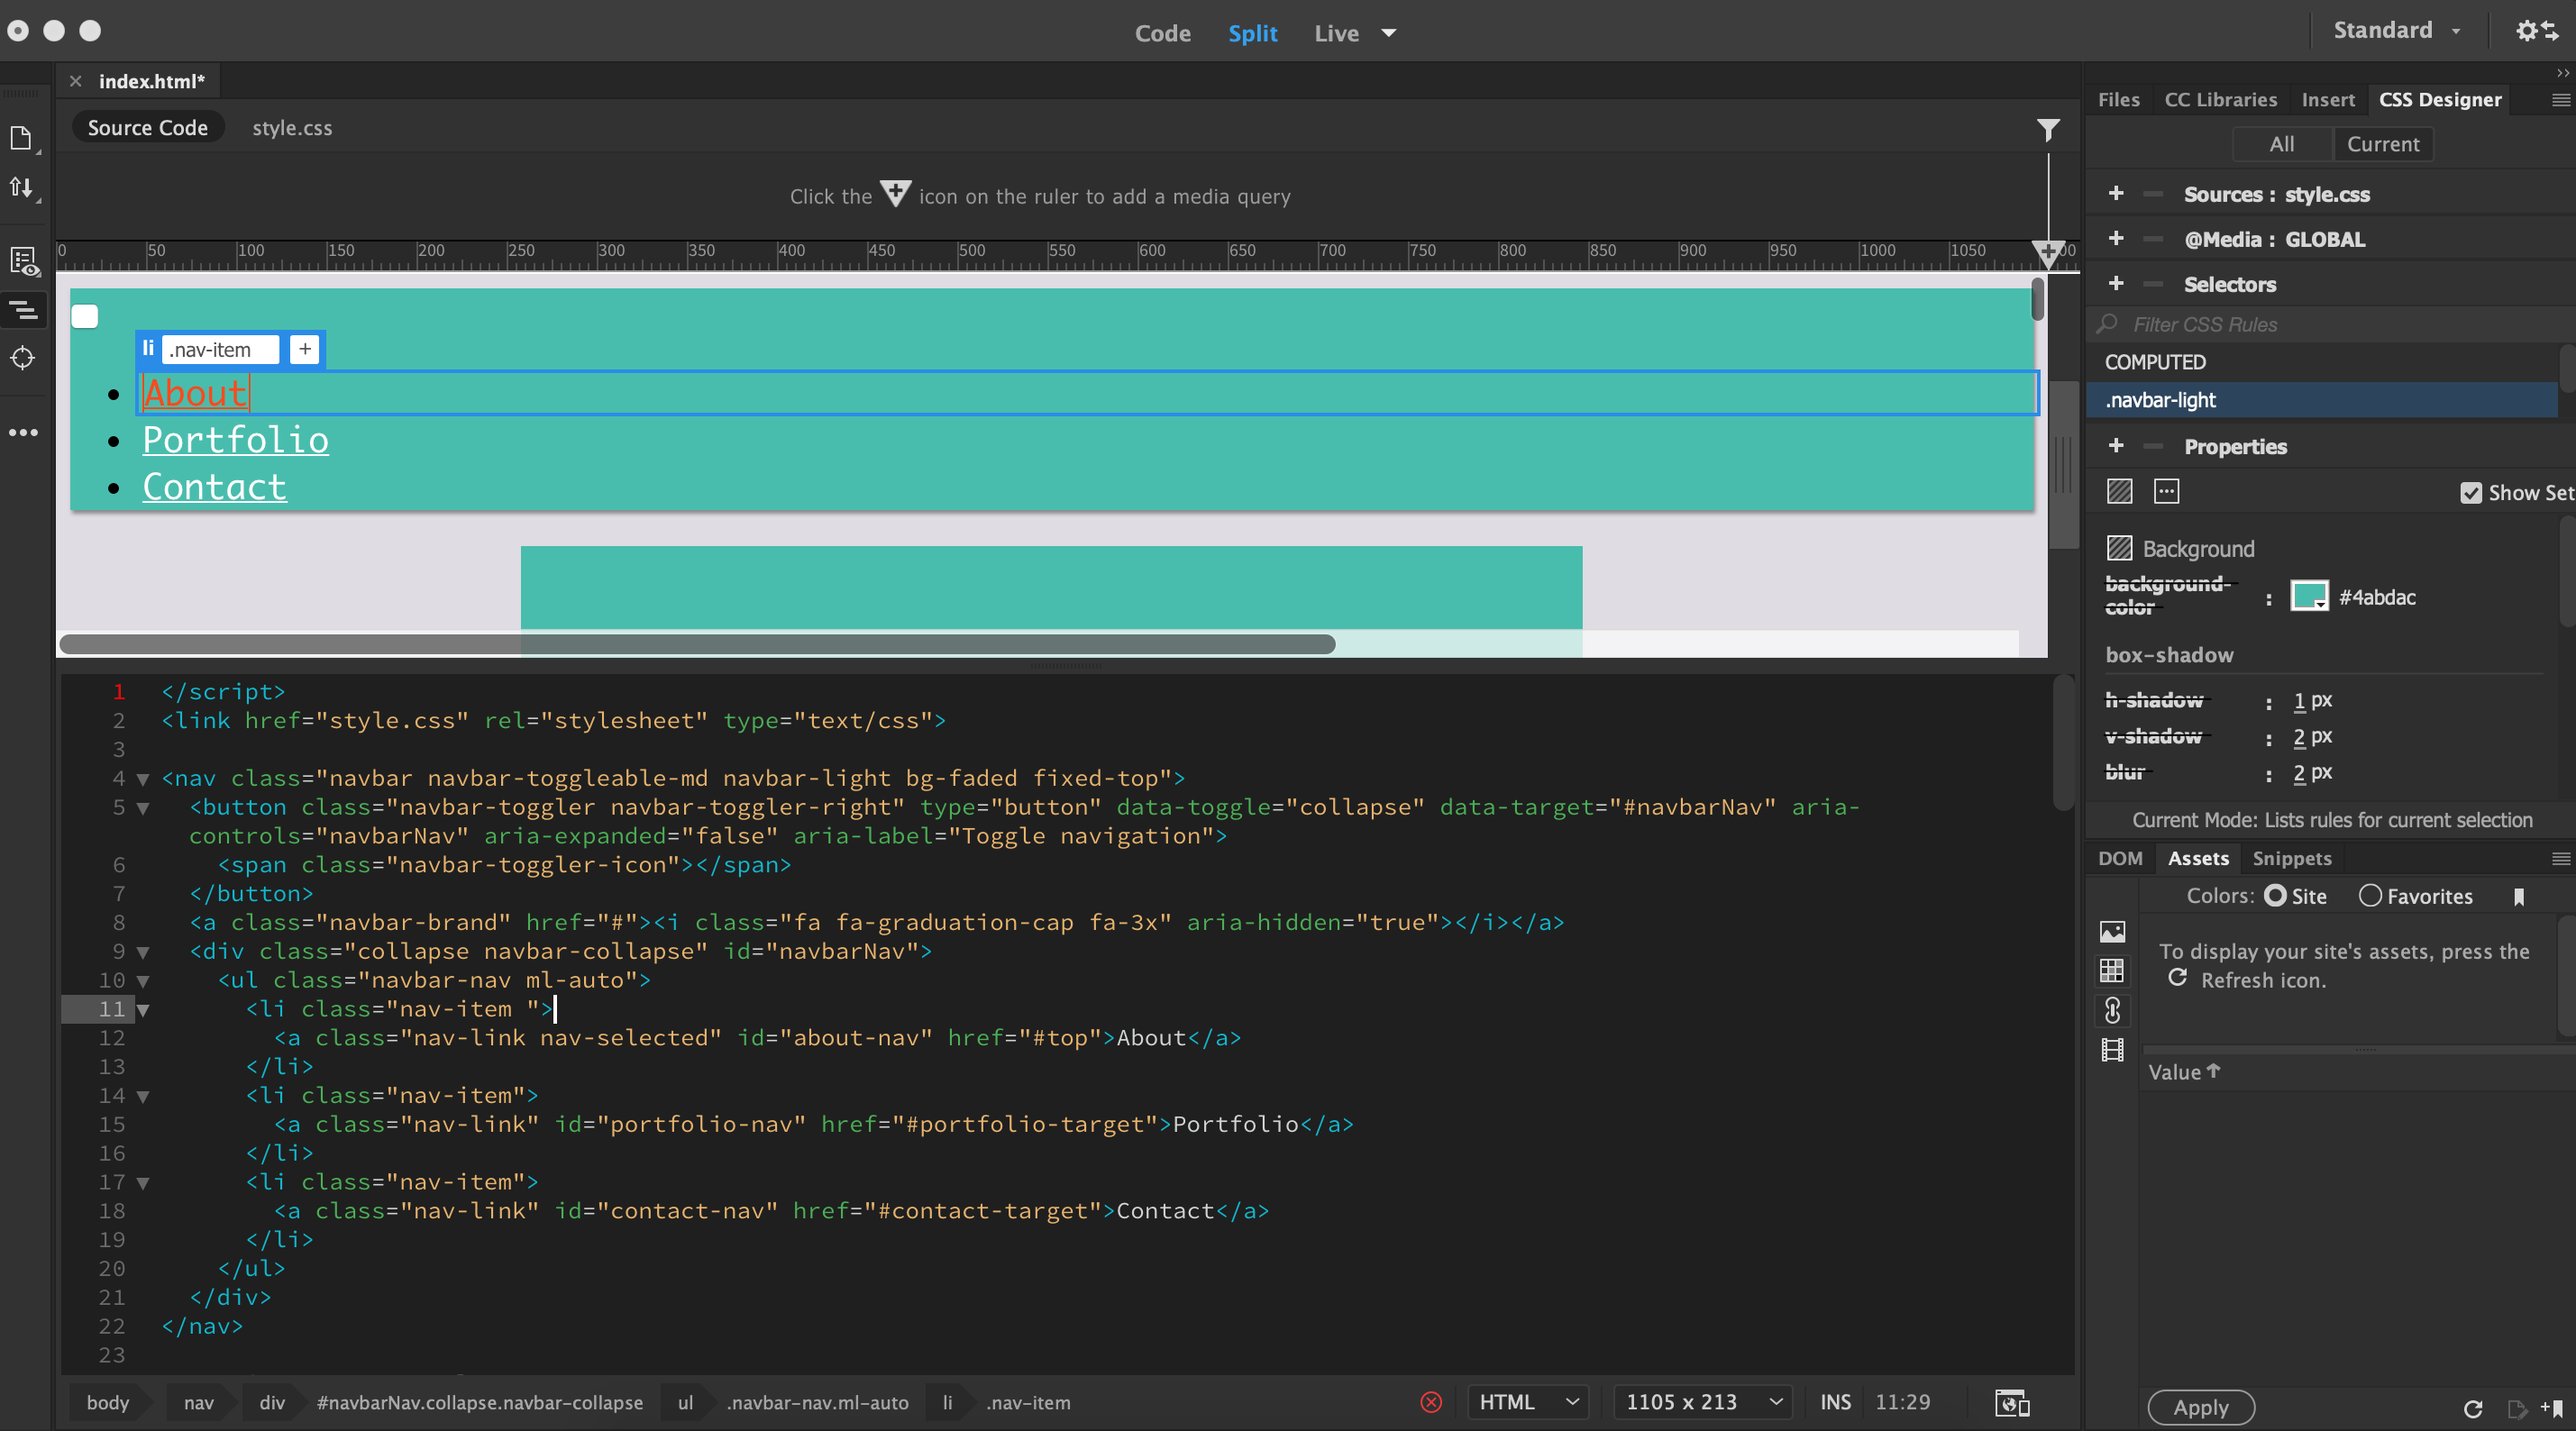 Code Split Live
Standard
index.html*
Source Code style.css
Click the icon on the ruler to add a media query
0 50 100 150 200 250 300 350 400 450 500 550 600 650 700 750 800 850 900 950 1000 1050 00
li .nav-item +
• About
• Portfolio
• Contact
1 </script>
2 <link href="style.css" rel="stylesheet" type="text/css">
3
4 <nav class="navbar navbar-toggleable-md navbar-light bg-faded fixed-top">
5 <button class="navbar-toggler navbar-toggler-right" type="button" data-toggle="collapse" data-target="#navbarNav" aria-
controls="navbarNav" aria-expanded="false" aria-label="Toggle navigation">
6 <span class="navbar-toggler-icon"></span>
7 </button>
8 <a class="navbar-brand" href="#"><i class="fa fa-graduation-cap fa-3x" aria-hidden="true"></i></a>
9 <div class="collapse navbar-collapse" id="navbarNav">
10 <ul class="navbar-nav ml-auto">
11 <li class="nav-item ">
12 <a class="nav-link nav-selected" id="about-nav" href="#top">About</a>
13 </li>
14 <li class="nav-item">
15 <a class="nav-link" id="portfolio-nav" href="#portfolio-target">Portfolio</a>
16 </li>
17 <li class="nav-item">
18 <a class="nav-link" id="contact-nav" href="#contact-target">Contact</a>
19 </li>
20 </ul>
21 </div>
22 </nav>
23
body nav div #navbarNav.collapse.navbar-collapse ul .navbar-nav.ml-auto li .nav-item
HTML 1105 x 213 INS 11:29
Files CC Libraries Insert CSS Designer
All Current
+ Sources : style.css
+ @Media : GLOBAL
+ Selectors
Filter CSS Rules
COMPUTED
.navbar-light
+ Properties
Show Set
Background
background-
color : #4abdac
box-shadow
h-shadow : 1 px
v-shadow : 2 px
blur : 2 px
Current Mode: Lists rules for current selection
DOM Assets Snippets
Colors: Site Favorites
To display your site's assets, press the
Refresh icon.
Value
Apply